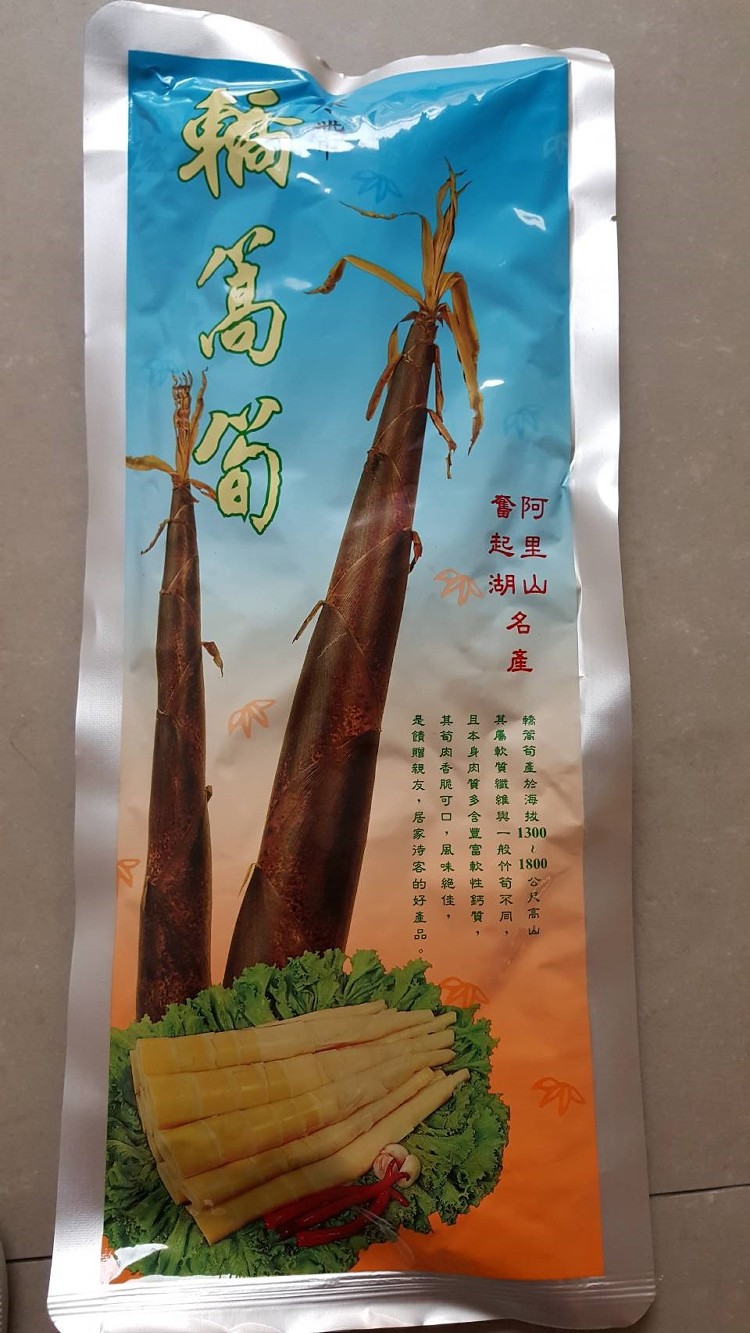 轎篙筍
阿里山
奮起湖
名產
轎篙筍產於海拔1300~1800公尺高山
其屬軟質纖維與一般竹筍不同，
且本身肉質多含豐富軟性鈣質，
其筍肉香脆可口，風味絕佳，
是饋贈親友，居家待客的好產品。